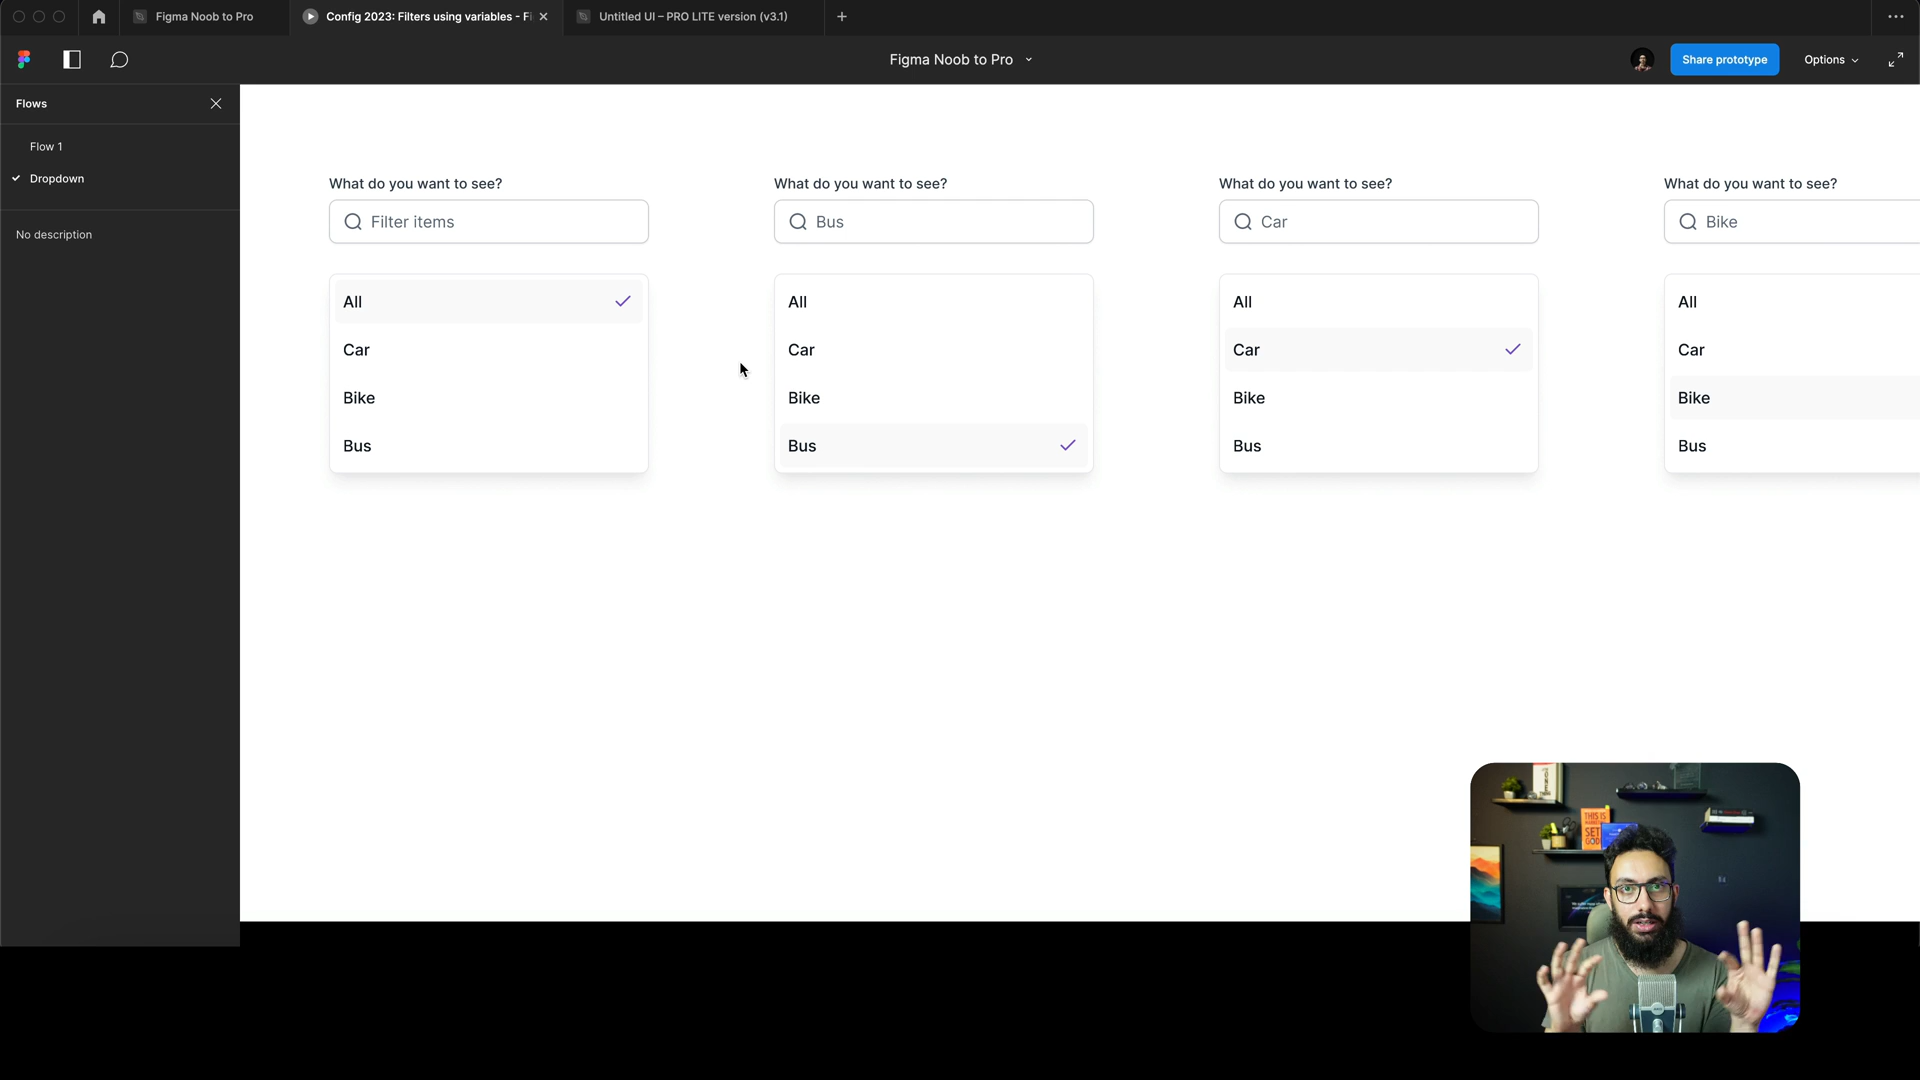 Figma Noob to Pro
Config 2023: Filters using variables - Fi
Untitled UI – PRO LITE version (v3.1)
Figma Noob to Pro
Share prototype
Options
Flows
Flow 1
Dropdown
No description
What do you want to see?
Filter items
All
Car
Bike
Bus
What do you want to see?
Bus
All
Car
Bike
Bus
What do you want to see?
Car
All
Car
Bike
Bus
What do you want to see?
Bike
All
Car
Bike
Bus
THIS IS